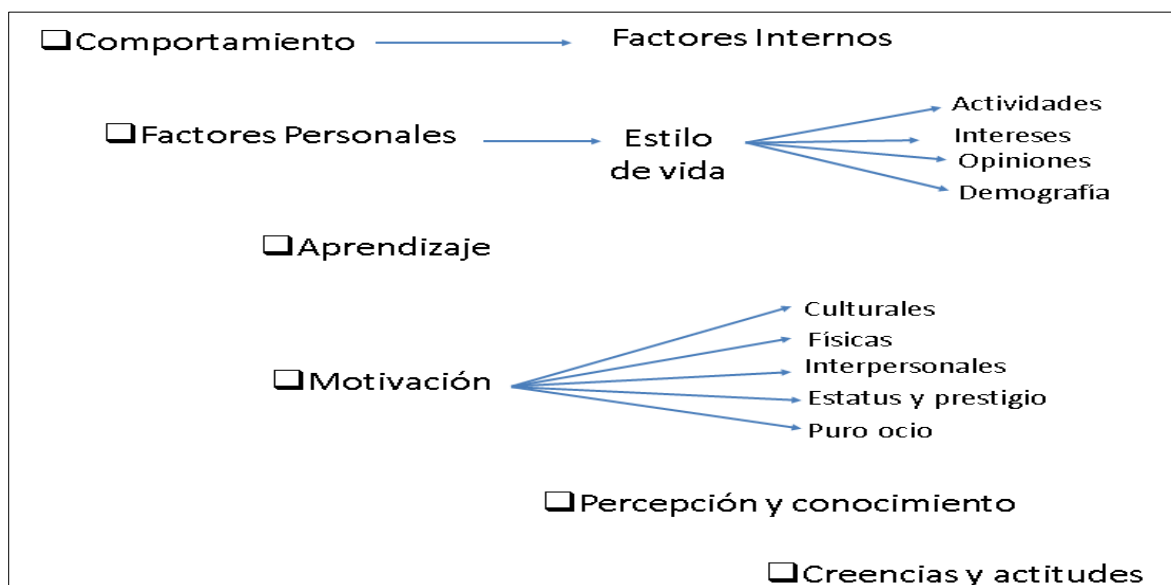 Comportamiento
Factores Internos
Factores Personales
Estilo
de vida
Actividades
Intereses
Opiniones
Demografía
Aprendizaje
Motivación
Culturales
Físicas
Interpersonales
Estatus y prestigio
Puro ocio
Percepción y conocimiento
Creencias y actitudes